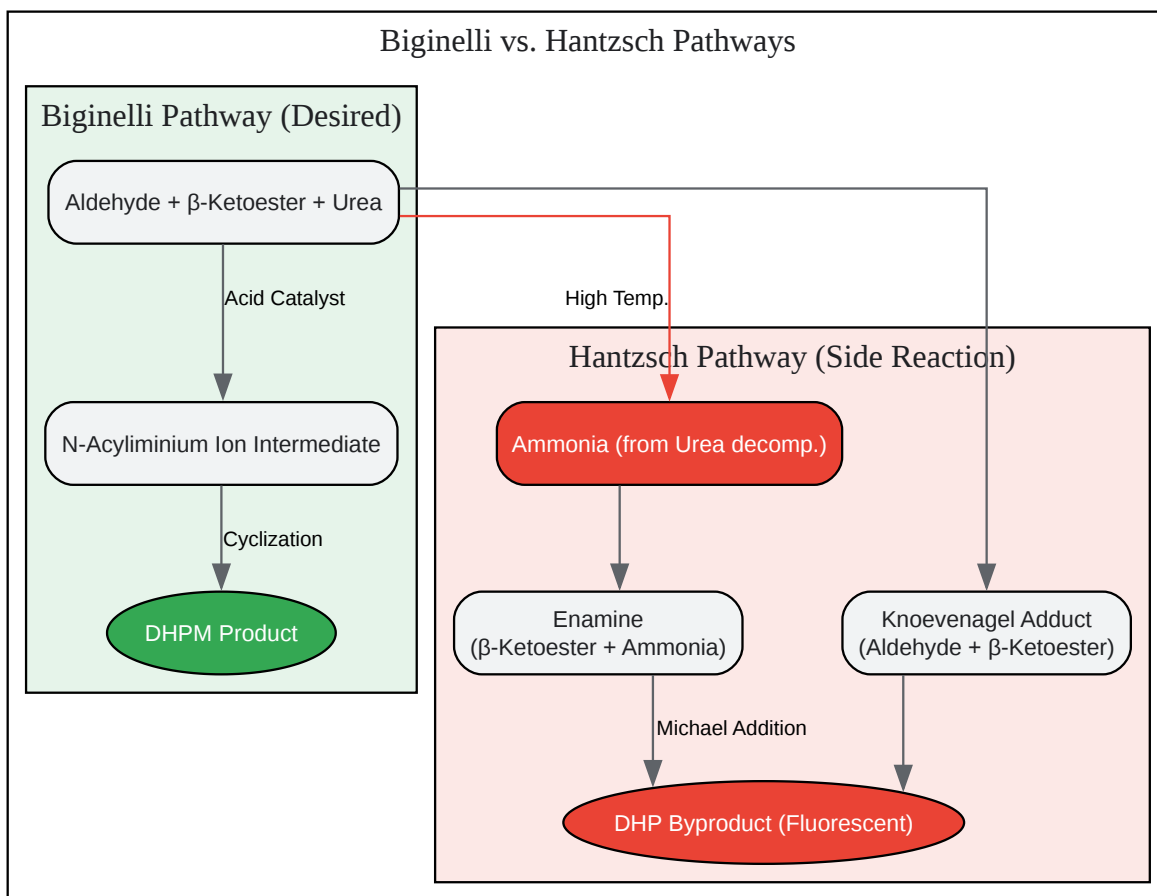 Biginelli vs. Hantzsch Pathways
Biginelli Pathway (Desired)
Aldehyde + β-Ketoester + Urea
Acid Catalyst
High Temp.
Hantzsch Pathway (Side Reaction)
N-Acyliminium Ion Intermediate
Ammonia (from Urea decomp.)
Cyclization
DHPM Product
Enamine
(β-Ketoester + Ammonia)
Knoevenagel Adduct
(Aldehyde + β-Ketoester)
Michael Addition
DHP Byproduct (Fluorescent)